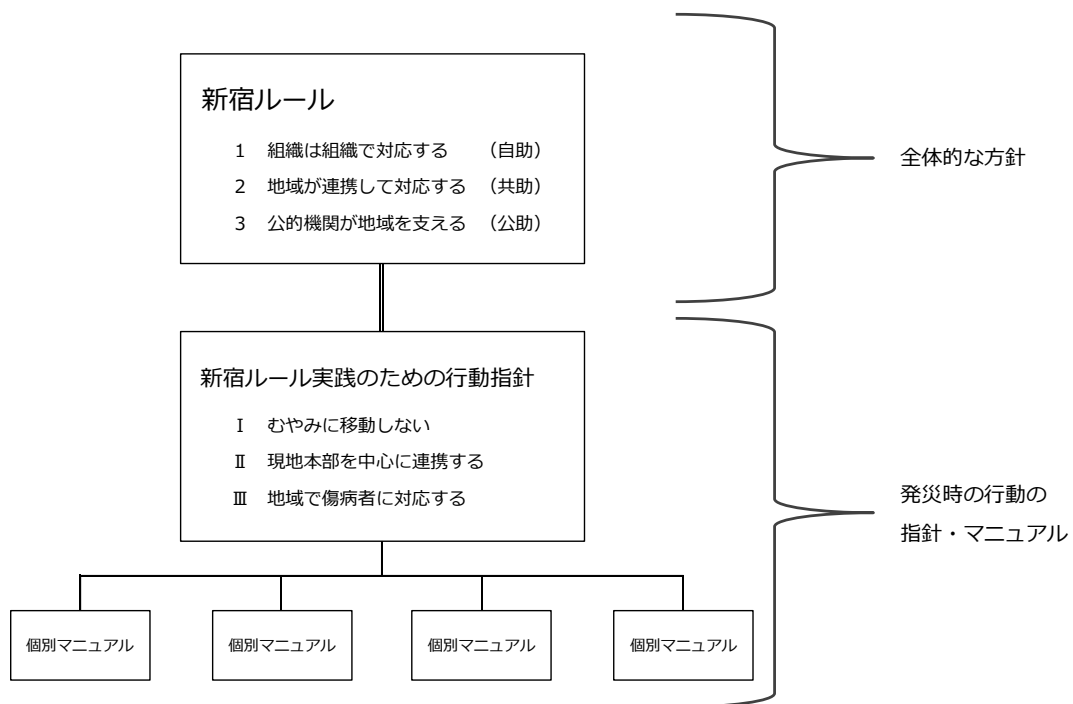 新宿ルール
1 組織は組織で対応する (自助)
2 地域が連携して対応する (共助)
3 公的機関が地域を支える (公助)
全体的な方針
新宿ルール実践のための行動指針
Ⅰ むやみに移動しない
Ⅱ 現地本部を中心に連携する
Ⅲ 地域で傷病者に対応する
発災時の行動の
指針・マニュアル
個別マニュアル
個別マニュアル
個別マニュアル
個別マニュアル